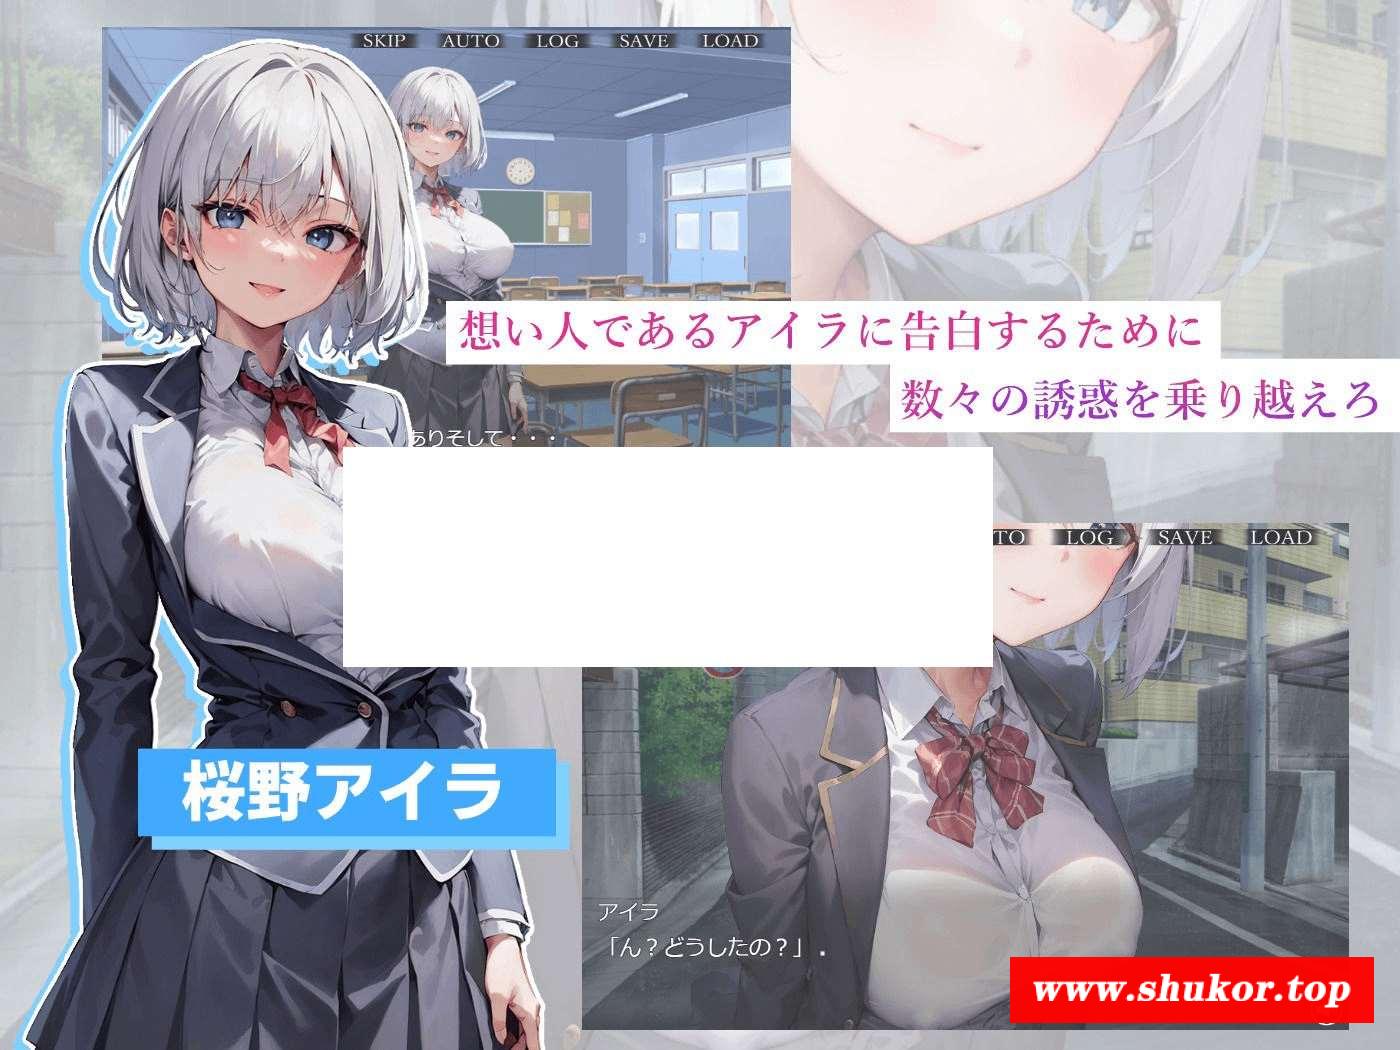 SKIP AUTO LOG SAVE LOAD
想い人であるアイラに告白するために
数々の誘惑を乗り越えろ
ありそして・・・
TO LOG SAVE LOAD
桜野アイラ
アイラ
「ん？どうしたの？」.
www.shukor.top